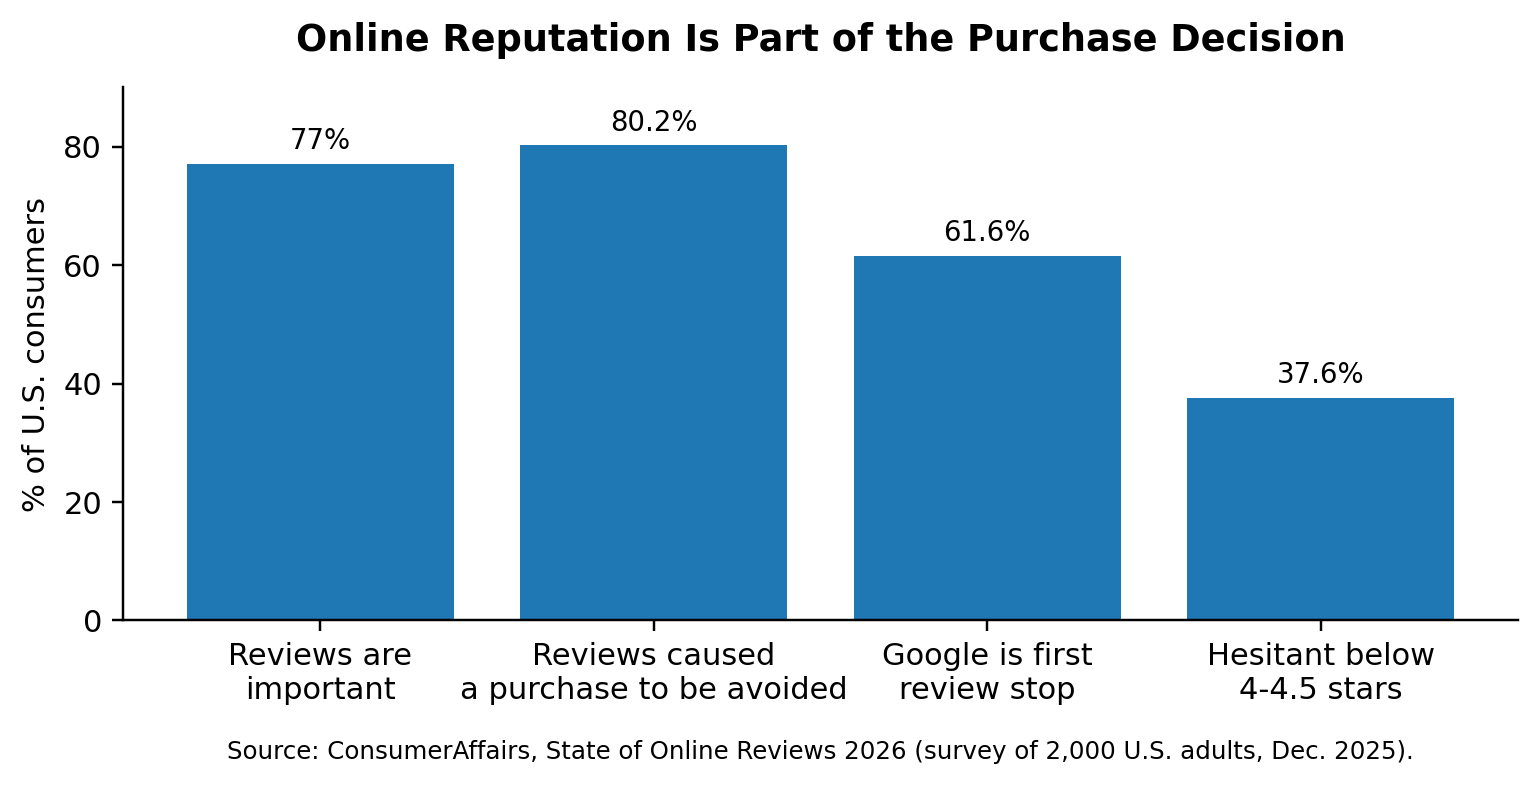 Online Reputation Is Part of the Purchase Decision
% of U.S. consumers
80
60
40
20
0
77%
80.2%
61.6%
37.6%
Reviews are
important
Reviews caused
a purchase to be avoided
Google is first
review stop
Hesitant below
4-4.5 stars
Source: ConsumerAffairs, State of Online Reviews 2026 (survey of 2,000 U.S. adults, Dec. 2025).